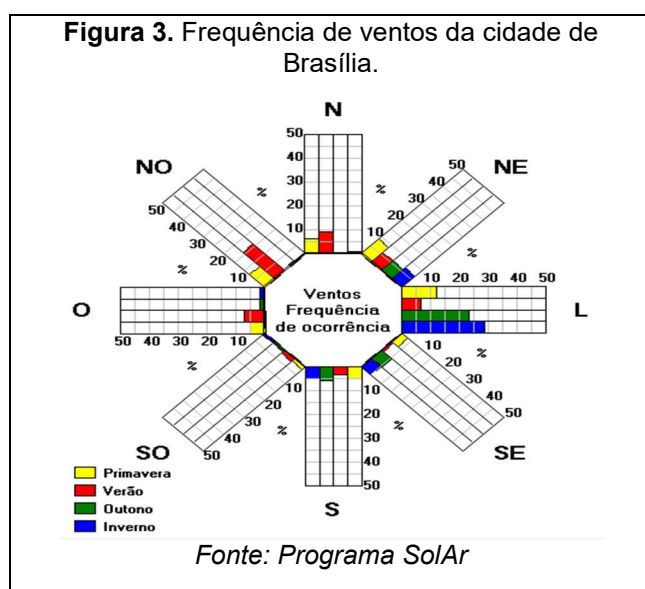 Figura 3. Frequência de ventos da cidade de
Brasília.
N
50
40
30
20
10
%
NO
50
40
30
20
10
%
NE
50
40
30
20
10
%
O
50 40 30 20 10
%
Ventos
Frequência
de ocorrência
10 20 30 40 50
L
%
SO
10
20
30
40
50
%
S
10
20
30
40
50
%
SE
10
20
30
40
50
Primavera
Verão
Outono
Inverno
Fonte: Programa SolAr